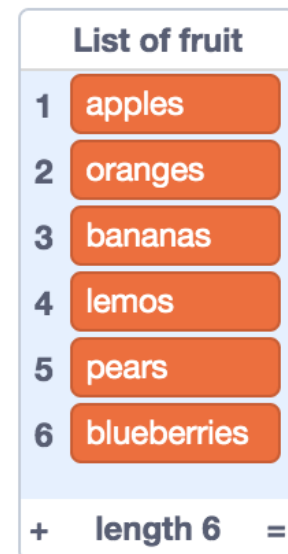 List of fruit
1 apples
2 oranges
3 bananas
4 lemos
5 pears
6 blueberries
+ length 6 =